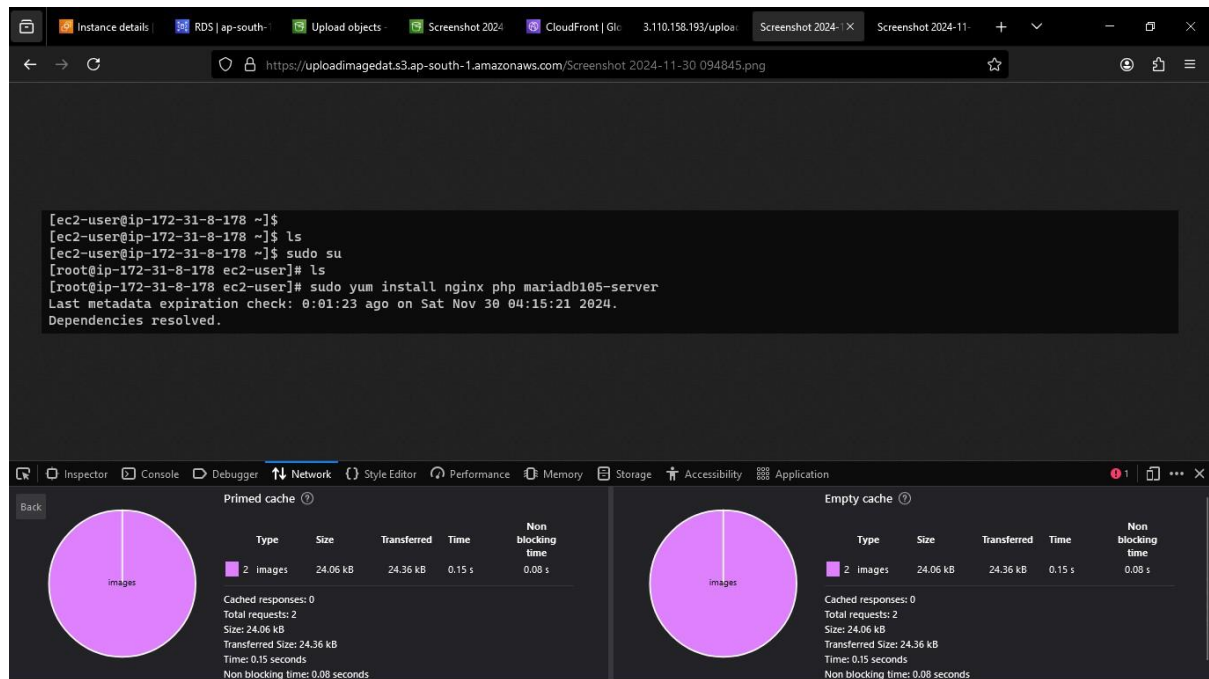 Instance details
RDS | ap-south-1
Upload objects -
Screenshot 2024
CloudFront | Glo
3.110.158.193/upload
Screenshot 2024-1
Screenshot 2024-11-
https://uploadimagedat.s3.ap-south-1.amazonaws.com/Screenshot 2024-11-30 094845.png
[ec2-user@ip-172-31-8-178 ~]$
[ec2-user@ip-172-31-8-178 ~]$ ls
[ec2-user@ip-172-31-8-178 ~]$ sudo su
[root@ip-172-31-8-178 ec2-user]# ls
[root@ip-172-31-8-178 ec2-user]# sudo yum install nginx php mariadb105-server
Last metadata expiration check: 0:01:23 ago on Sat Nov 30 04:15:21 2024.
Dependencies resolved.
Inspector Console Debugger Network Style Editor Performance Memory Storage Accessibility Application 1
Back
Primed cache
Type Size Transferred Time Non blocking time
images
2 images 24.06 kB 24.36 kB 0.15 s 0.08 s
Cached responses: 0
Total requests: 2
Size: 24.06 kB
Transferred Size: 24.36 kB
Time: 0.15 seconds
Non blocking time: 0.08 seconds
Empty cache
Type Size Transferred Time Non blocking time
images
2 images 24.06 kB 24.36 kB 0.15 s 0.08 s
Cached responses: 0
Total requests: 2
Size: 24.06 kB
Transferred Size: 24.36 kB
Time: 0.15 seconds
Non blocking time: 0.08 seconds